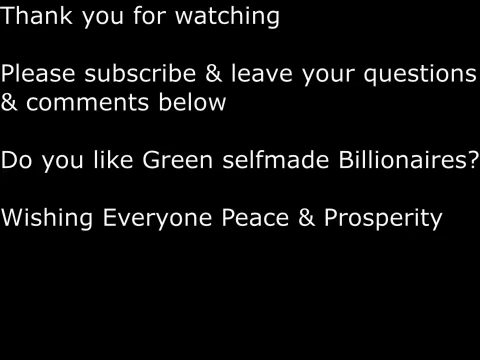 Thank you for watching
Please subscribe & leave your questions
& comments below
Do you like Green selfmade Billionaires?
Wishing Everyone Peace & Prosperity